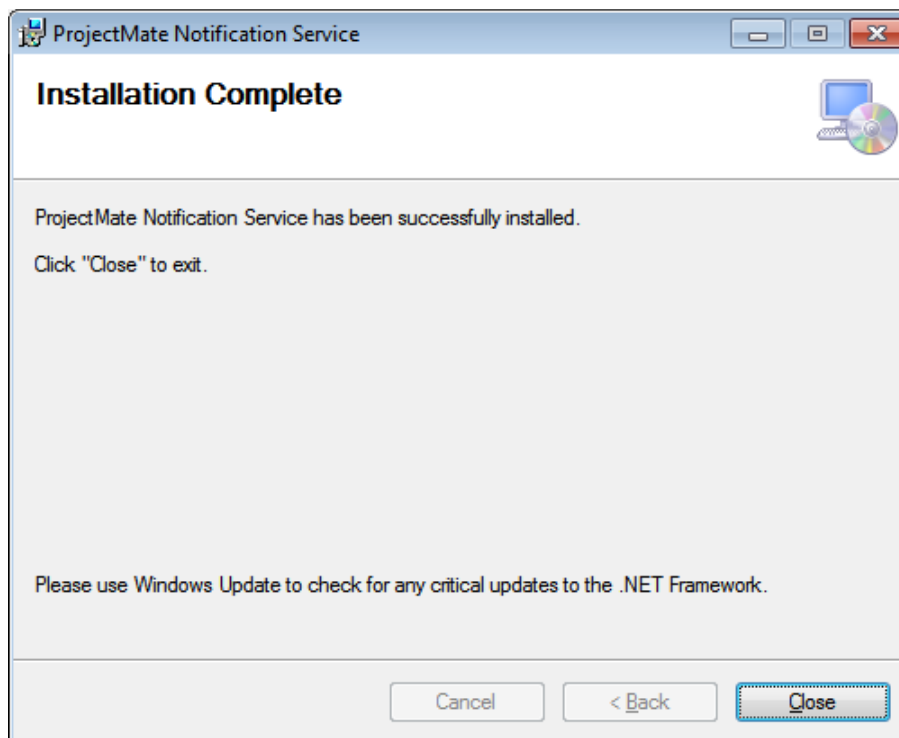 ProjectMate Notification Service
Installation Complete
ProjectMate Notification Service has been successfully installed.
Click "Close" to exit.
Please use Windows Update to check for any critical updates to the .NET Framework.
Cancel
< Back
Close